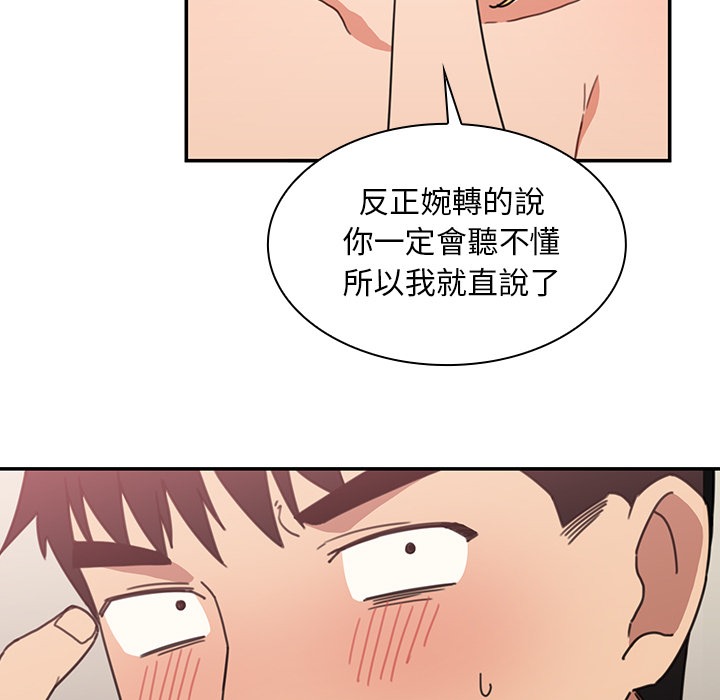 反正婉轉的說
你一定會聽不懂
所以我就直說了